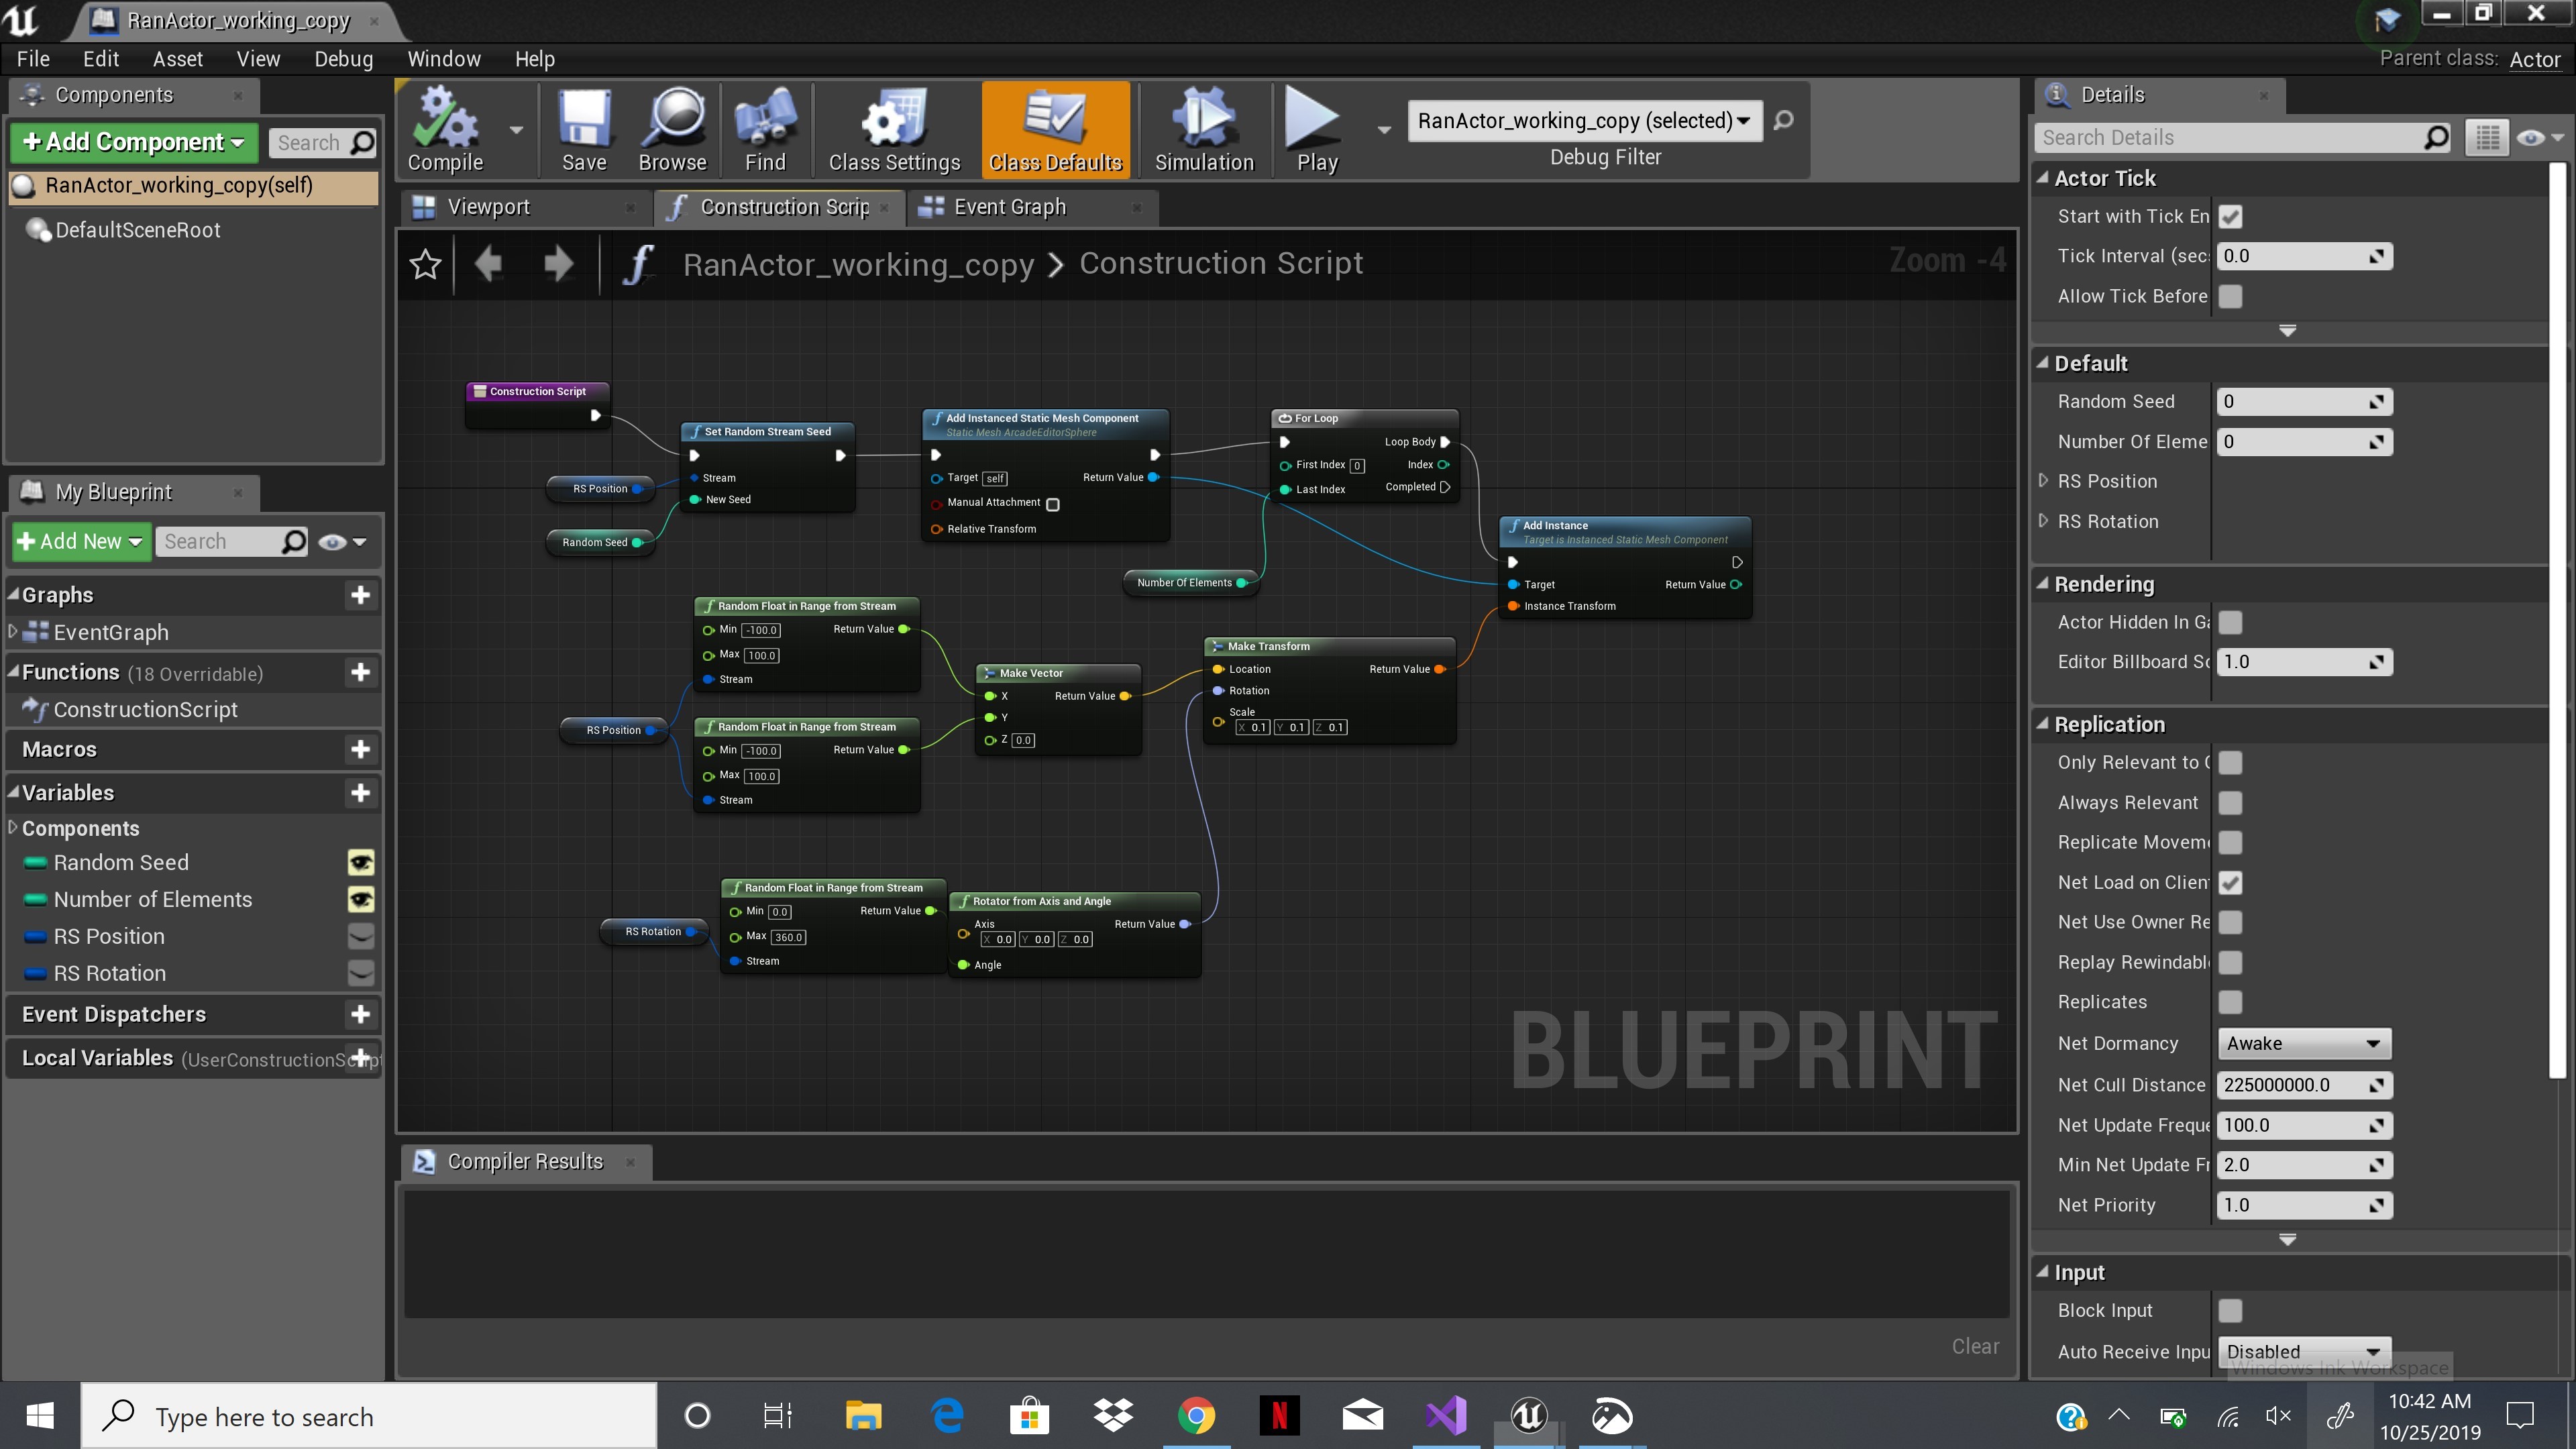 RanActor_working_copy
File Edit Asset View Debug Window Help
Parent class: Actor
Components
+Add Component
Search
RanActor_working_copy(self)
DefaultSceneRoot
My Blueprint
+Add New
Search
Graphs
EventGraph
Functions (18 Overridable)
ConstructionScript
Macros
Variables
Components
Random Seed
Number of Elements
RS Position
RS Rotation
Event Dispatchers
Local Variables (UserConstructionScript
Compile
Save
Browse
Find
Class Settings
Class Defaults
Simulation
Play
RanActor_working_copy (selected)
Debug Filter
Viewport
Construction Scrip
Event Graph
RanActor_working_copy > Construction Script
Zoom -4
Construction Script
Set Random Stream Seed
Stream
New Seed
RS Position
Random Seed
Add Instanced Static Mesh Component
Static Mesh ArcadeEditorSphere
Target self
Return Value
Manual Attachment
Relative Transform
For Loop
Loop Body
First Index 0
Index
Last Index
Completed
Number Of Elements
Add Instance
Target is Instanced Static Mesh Component
Target
Return Value
Instance Transform
Random Float in Range from Stream
Min -100.0
Return Value
Max 100.0
Stream
RS Position
Random Float in Range from Stream
Min -100.0
Return Value
Max 100.0
Stream
Make Vector
X
Return Value
Y
Z 0.0
Make Transform
Location
Return Value
Rotation
Scale
X 0.1 Y 0.1 Z 0.1
RS Rotation
Random Float in Range from Stream
Min 0.0
Return Value
Max 360.0
Stream
Rotator from Axis and Angle
Axis
Return Value
X 0.0 Y 0.0 Z 0.0
Angle
BLUEPRINT
Compiler Results
Clear
Details
Search Details
Actor Tick
Start with Tick En
Tick Interval (sec: 0.0
Allow Tick Before
Default
Random Seed 0
Number Of Eleme 0
RS Position
RS Rotation
Rendering
Actor Hidden In Ga
Editor Billboard Sc 1.0
Replication
Only Relevant to O
Always Relevant
Replicate Moveme
Net Load on Clien
Net Use Owner Re
Replay Rewindabl
Replicates
Net Dormancy Awake
Net Cull Distance 225000000.0
Net Update Freque 100.0
Min Net Update Fr 2.0
Net Priority 1.0
Input
Block Input
Auto Receive Inpu Disabled
Windows Ink Workspace
Type here to search
10:42 AM
10/25/2019